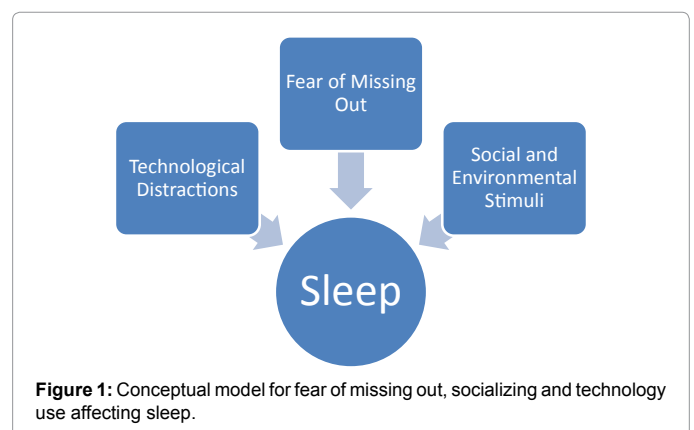 Fear of Missing
Out
Technological
Distractions
Social and
Environmental
Stimuli
Sleep
Figure 1: Conceptual model for fear of missing out, socializing and technology
use affecting sleep.